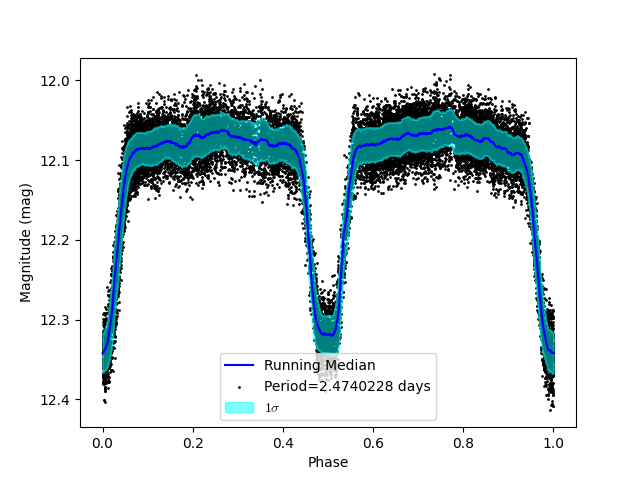 12.0
12.1
12.2
12.3
12.4
Magnitude (mag)
Running Median
Period=2.4740228 days
1σ
0.0 0.2 0.4 0.6 0.8 1.0
Phase